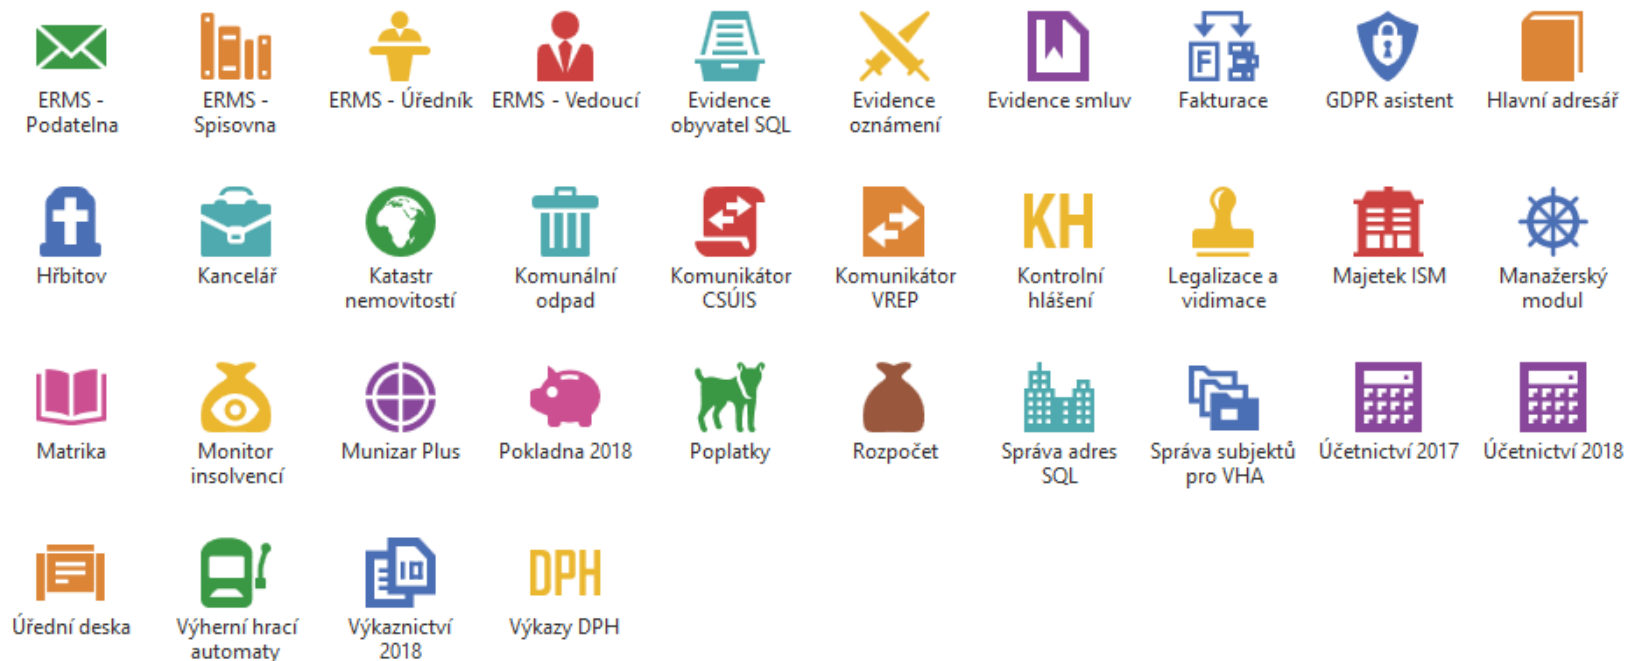 ERMS - Podatelna
ERMS - Spisovna
ERMS - Úředník
ERMS - Vedoucí
Evidence obyvatel SQL
Evidence oznámení
Evidence smluv
Fakturace
GDPR asistent
Hlavní adresář
Hřbitov
Kancelář
Katastr nemovitostí
Komunální odpad
Komunikátor CSÚIS
Komunikátor VREP
KH
Kontrolní hlášení
Legalizace a vidimace
Majetek ISM
Manažerský modul
Matrika
Monitor insolvencí
Munizar Plus
Pokladna 2018
Poplatky
Rozpočet
Správa adres SQL
Správa subjektů pro VHA
Účetnictví 2017
Účetnictví 2018
Úřední deska
Výherní hrací automaty
Výkaznictví 2018
DPH
Výkazy DPH